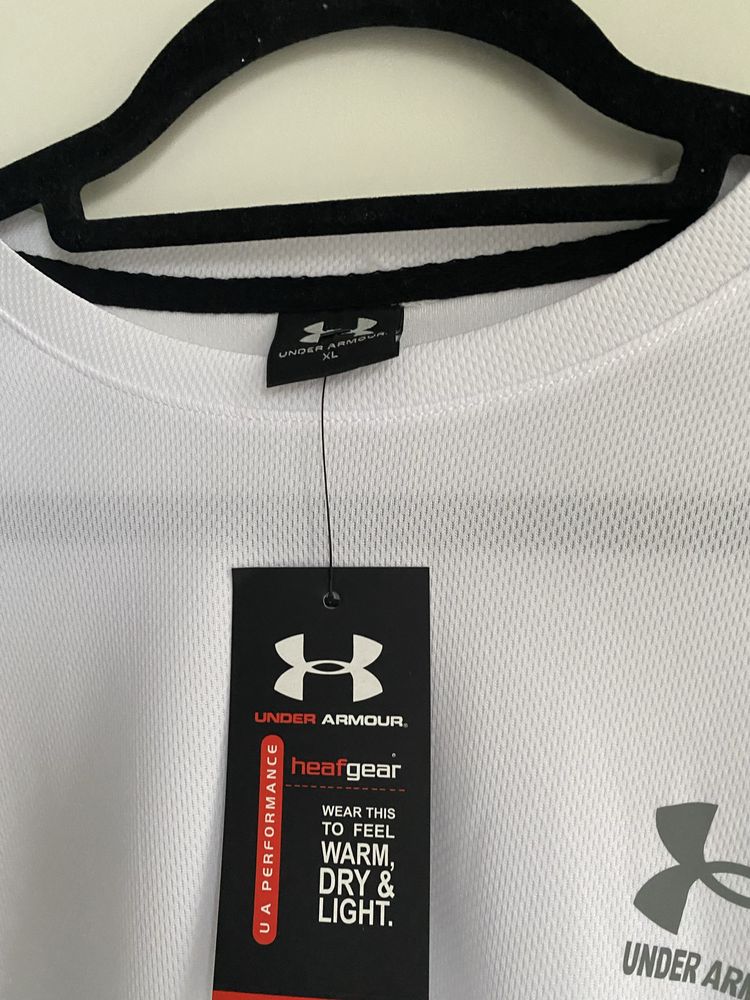 UNDER ARMOUR
XL
UNDER ARMOUR®
UA PERFORMANCE
heafgear®
WEAR THIS
TO FEEL
WARM,
DRY &
LIGHT.
UNDER ARM